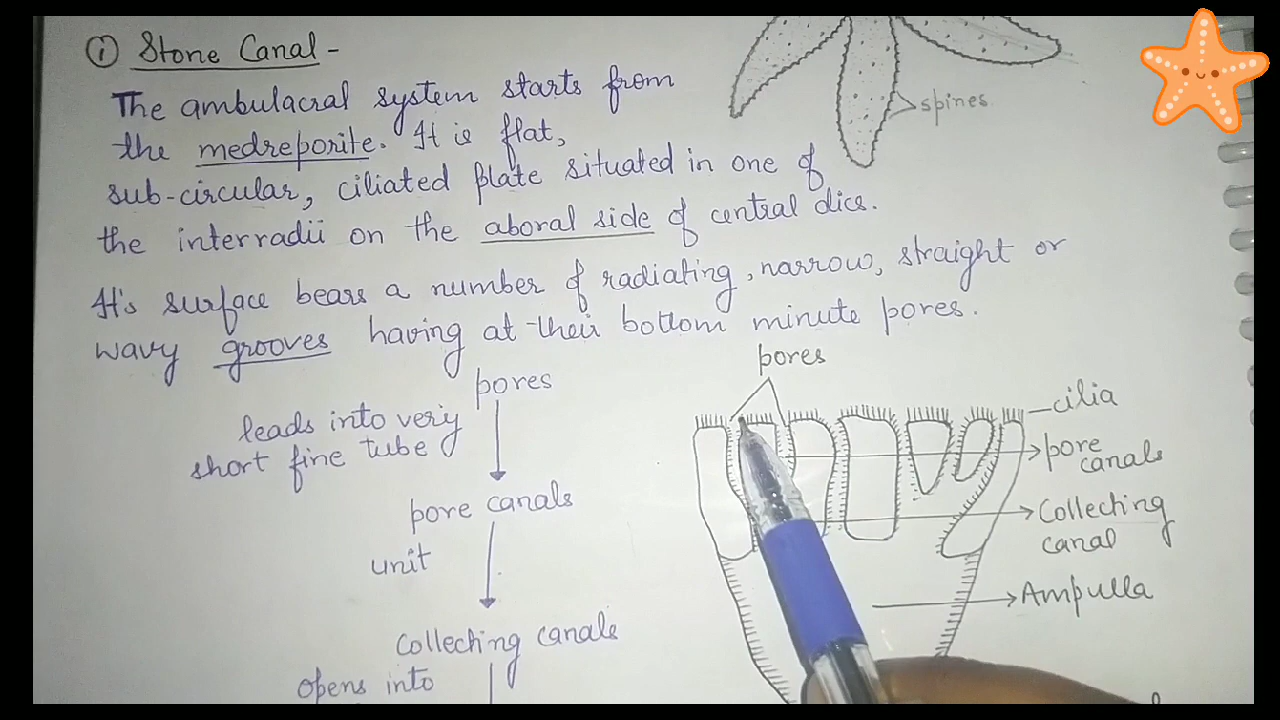 ① Stone Canal -
The ambulacral system starts from
the medreporite. It is flat,
sub-circular, ciliated plate situated in one of
the interradii on the aboral side of central dics.
It's surface bears a number of radiating, narrow, straight or
wavy grooves having at their bottom minute pores.
spines
pores
leads into very
short fine tube
pore canals
unit
Collecting canals
opens into
pores
cilia
pore
canals
Collecting
canal
Ampulla